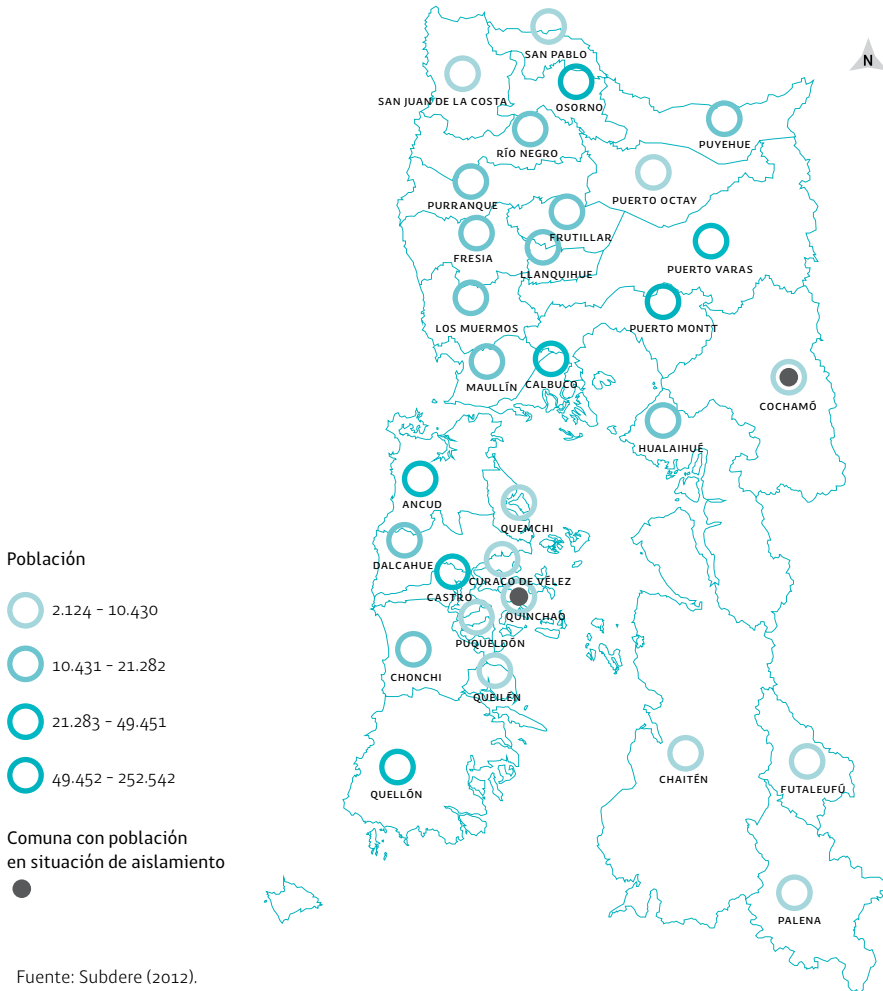 SAN PABLO
N
SAN JUAN DE LA COSTA
OSORNO
PUYEHUE
RÍO NEGRO
PUERTO OCTAY
PURRANQUE
FRUTILLAR
FRESIA
LLANQUIHUE
PUERTO VARAS
LOS MUERMOS
PUERTO MONTT
MAULLÍN
CALBUCO
COCHAMÓ
HUALAIHUÉ
ANCUD
QUEMCHI
DALCAHUE
CURACO DE VÉLEZ
CASTRO
QUINCHAO
PUQUELDÓN
CHONCHI
QUEILÉN
CHAITÉN
FUTALEUFÚ
QUELLÓN
PALENA
Población
2.124 - 10.430
10.431 - 21.282
21.283 - 49.451
49.452 - 252.542
Comuna con población
en situación de aislamiento
Fuente: Subdere (2012).